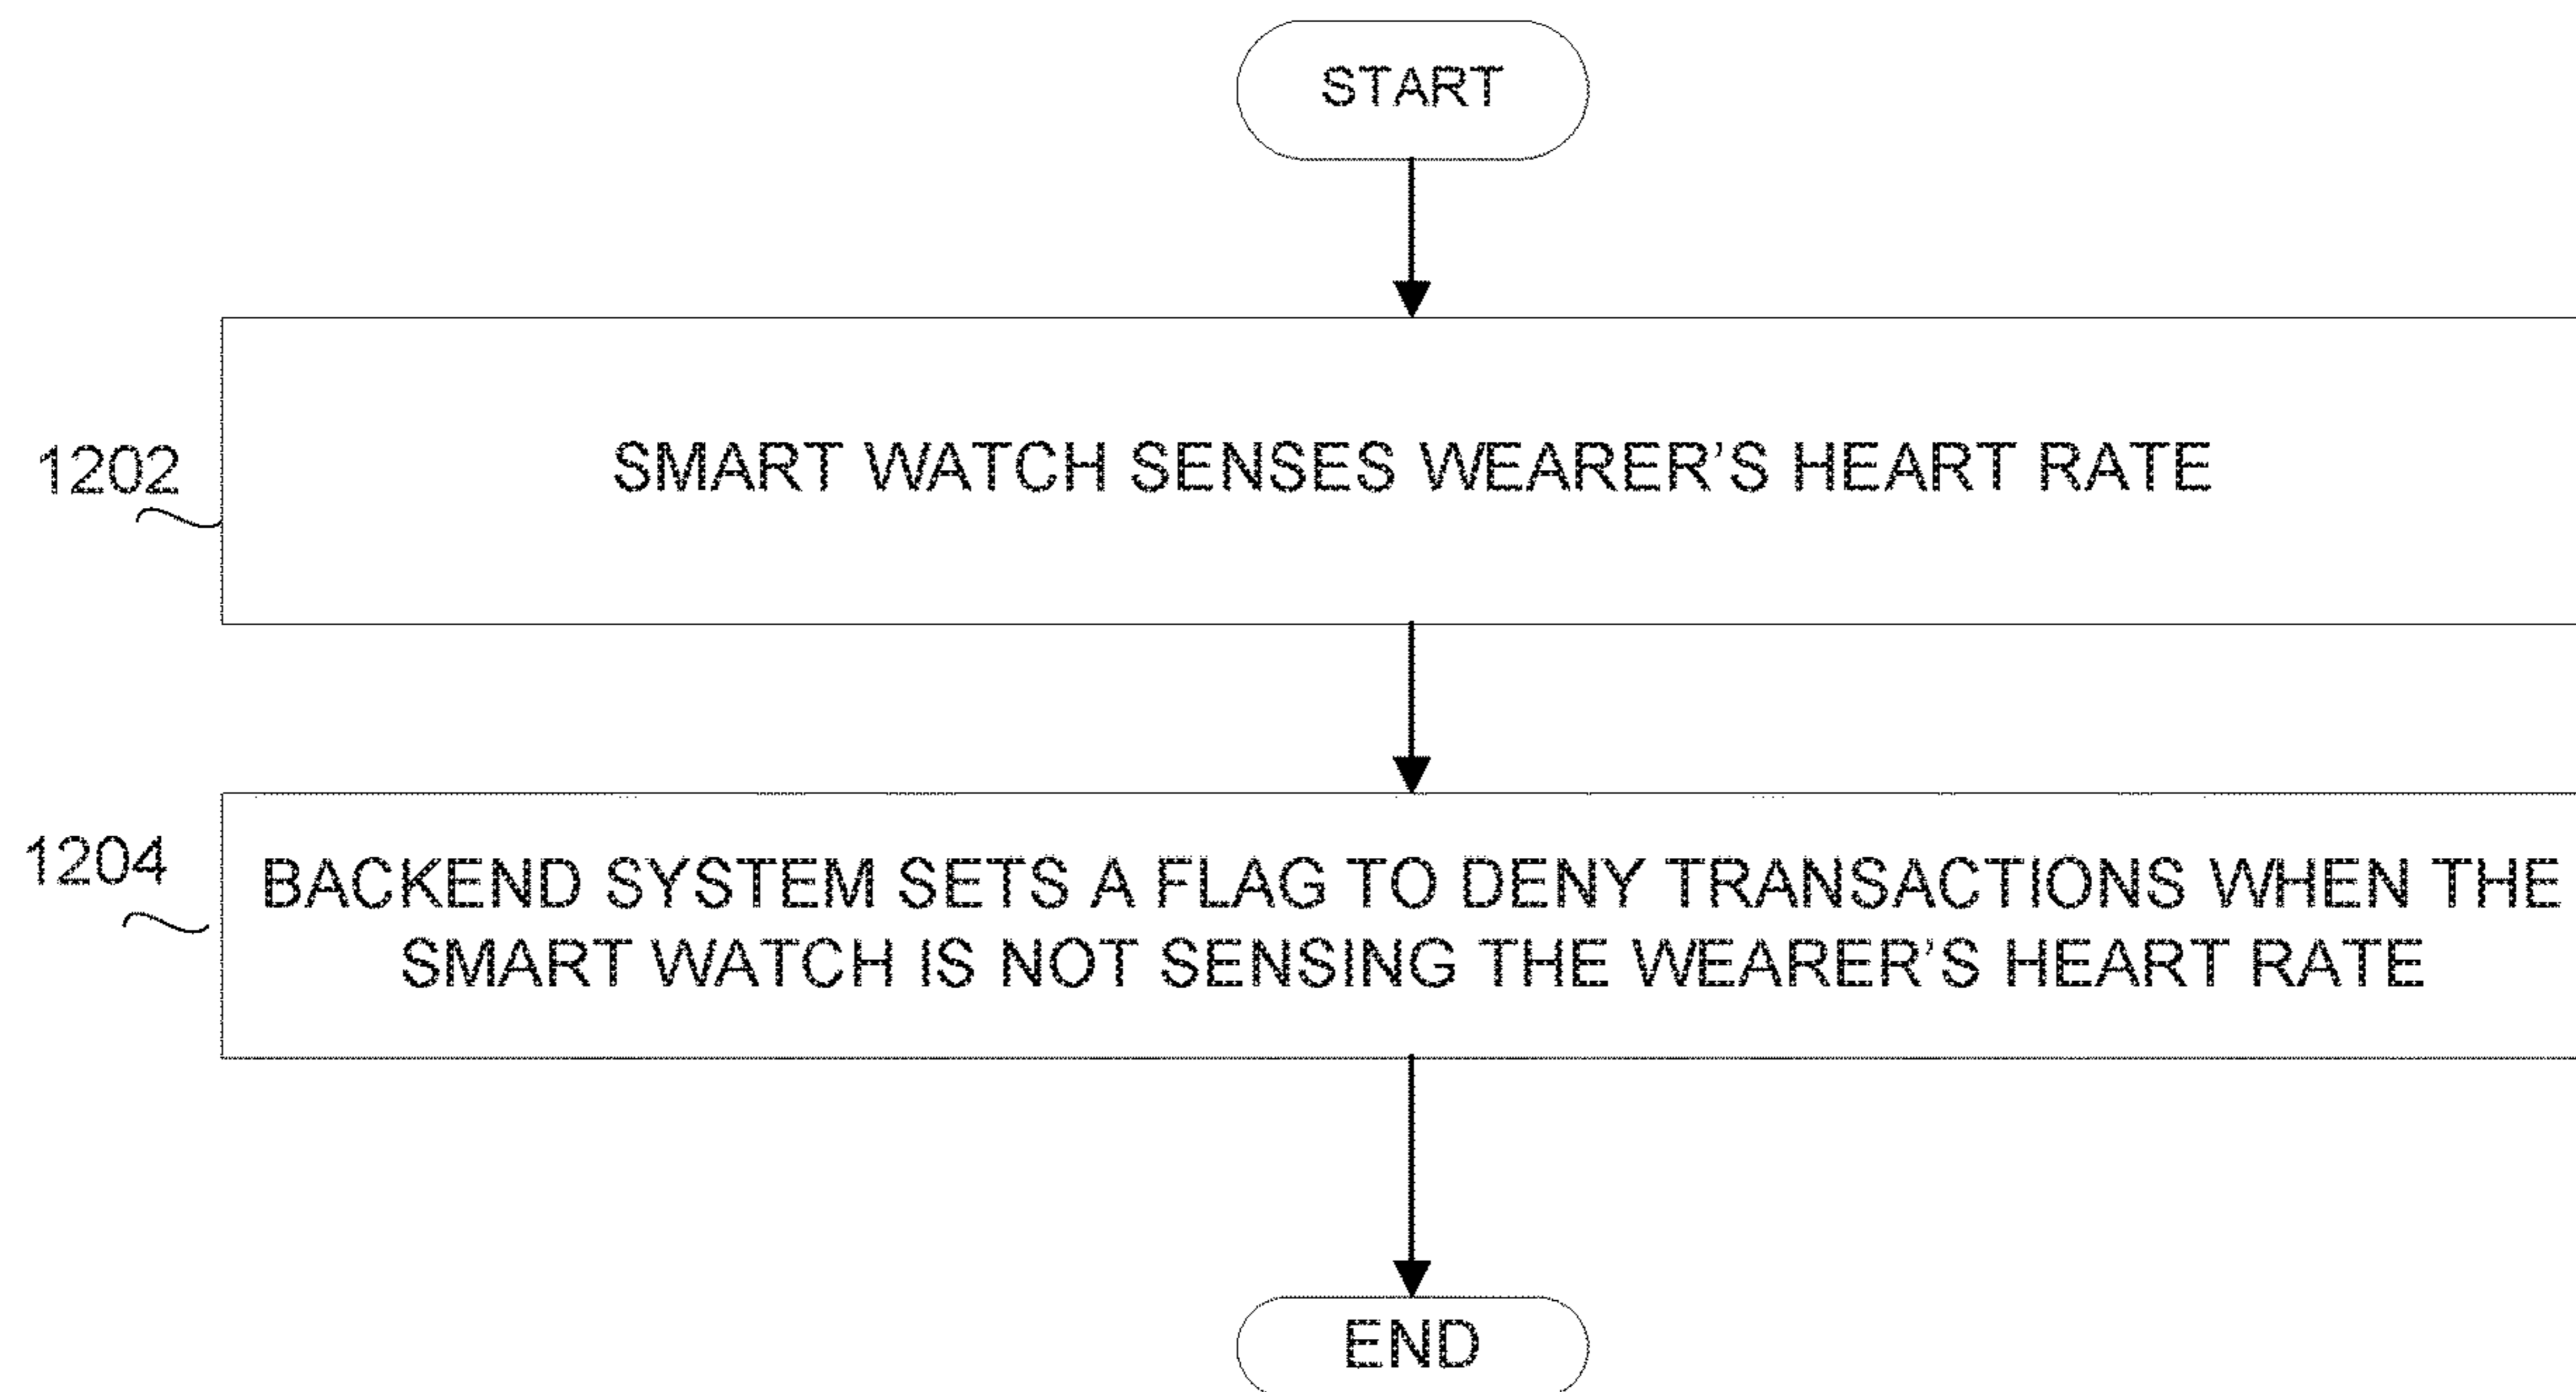 START
1202
SMART WATCH SENSES WEARER'S HEART RATE
1204
BACKEND SYSTEM SETS A FLAG TO DENY TRANSACTIONS WHEN THE
SMART WATCH IS NOT SENSING THE WEARER'S HEART RATE
END